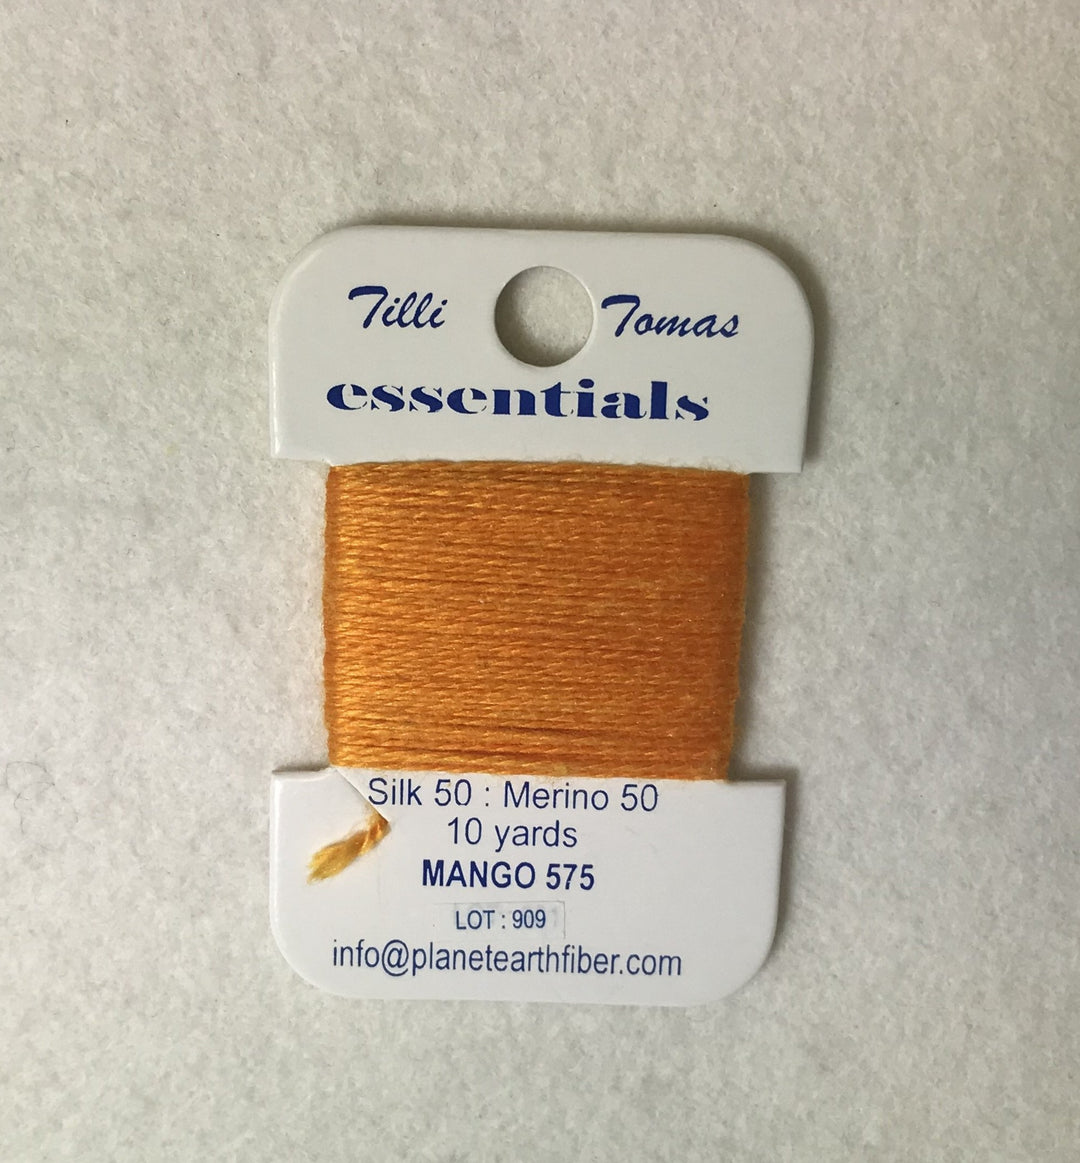 Tilli Tomas
essentials
Silk 50 : Merino 50
10 yards
MANGO 575
LOT : 909
info@planetearthfiber.com